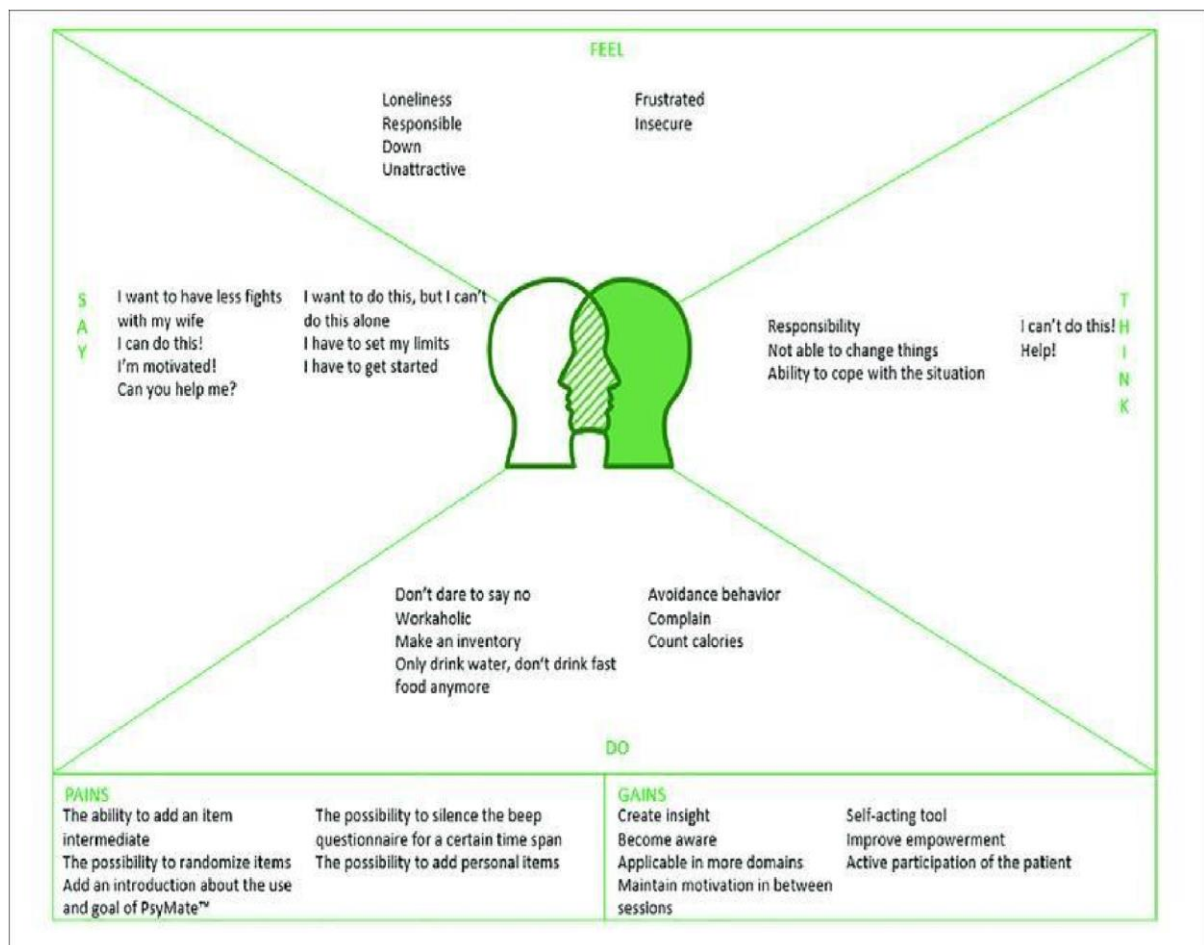 FEEL
Loneliness
Responsible
Down
Unattractive
Frustrated
Insecure
SAY
I want to have less fights
with my wife
I can do this!
I'm motivated!
Can you help me?
I want to do this, but I can't
do this alone
I have to set my limits
I have to get started
Responsibility
Not able to change things
Ability to cope with the situation
I can't do this!
Help!
THINK
Don't dare to say no
Workaholic
Make an inventory
Only drink water, don't drink fast
food anymore
Avoidance behavior
Complain
Count calories
DO
PAINS
The ability to add an item
intermediate
The possibility to randomize items
Add an introduction about the use
and goal of PsyMate™
The possibility to silence the beep
questionnaire for a certain time span
The possibility to add personal items
GAINS
Create insight
Become aware
Applicable in more domains
Maintain motivation in between
sessions
Self-acting tool
Improve empowerment
Active participation of the patient